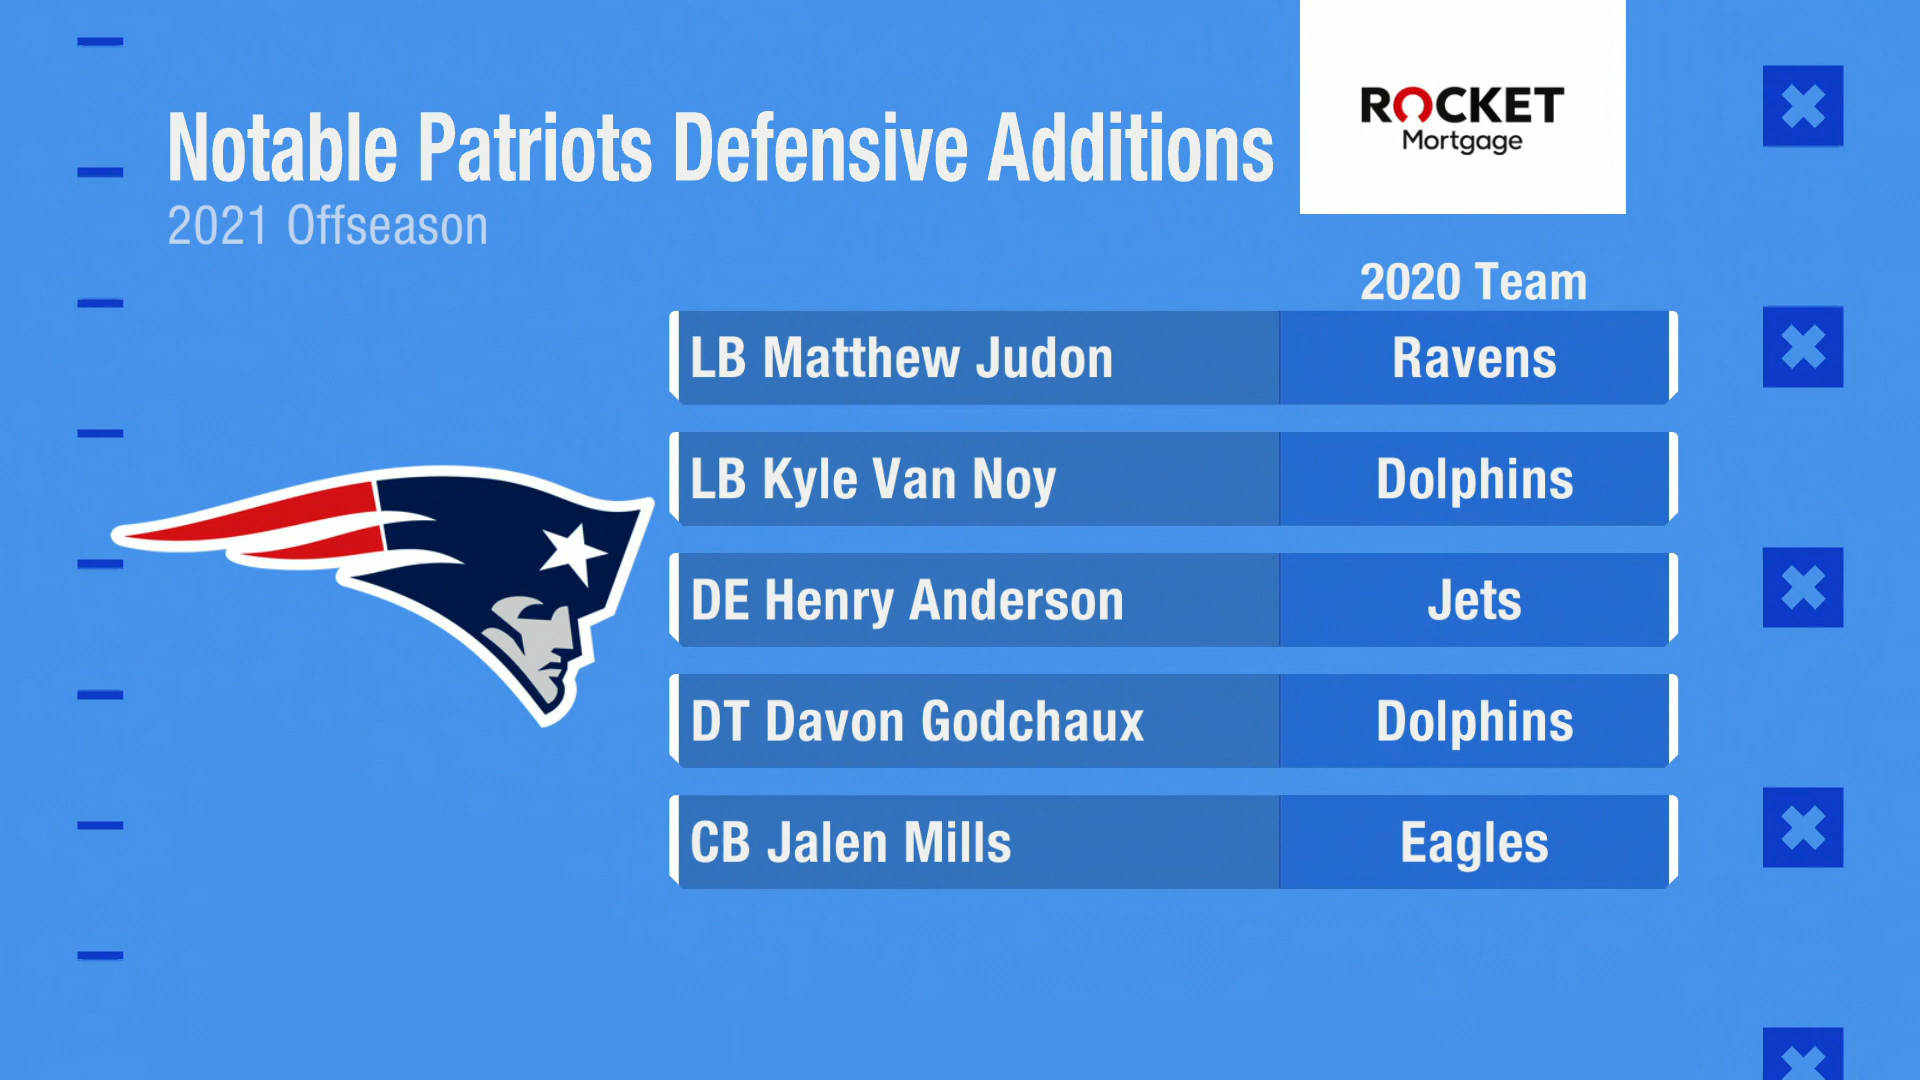 Notable Patriots Defensive Additions
2021 Offseason
ROCKET
Mortgage
2020 Team
LB Matthew Judon Ravens
LB Kyle Van Noy Dolphins
DE Henry Anderson Jets
DT Davon Godchaux Dolphins
CB Jalen Mills Eagles